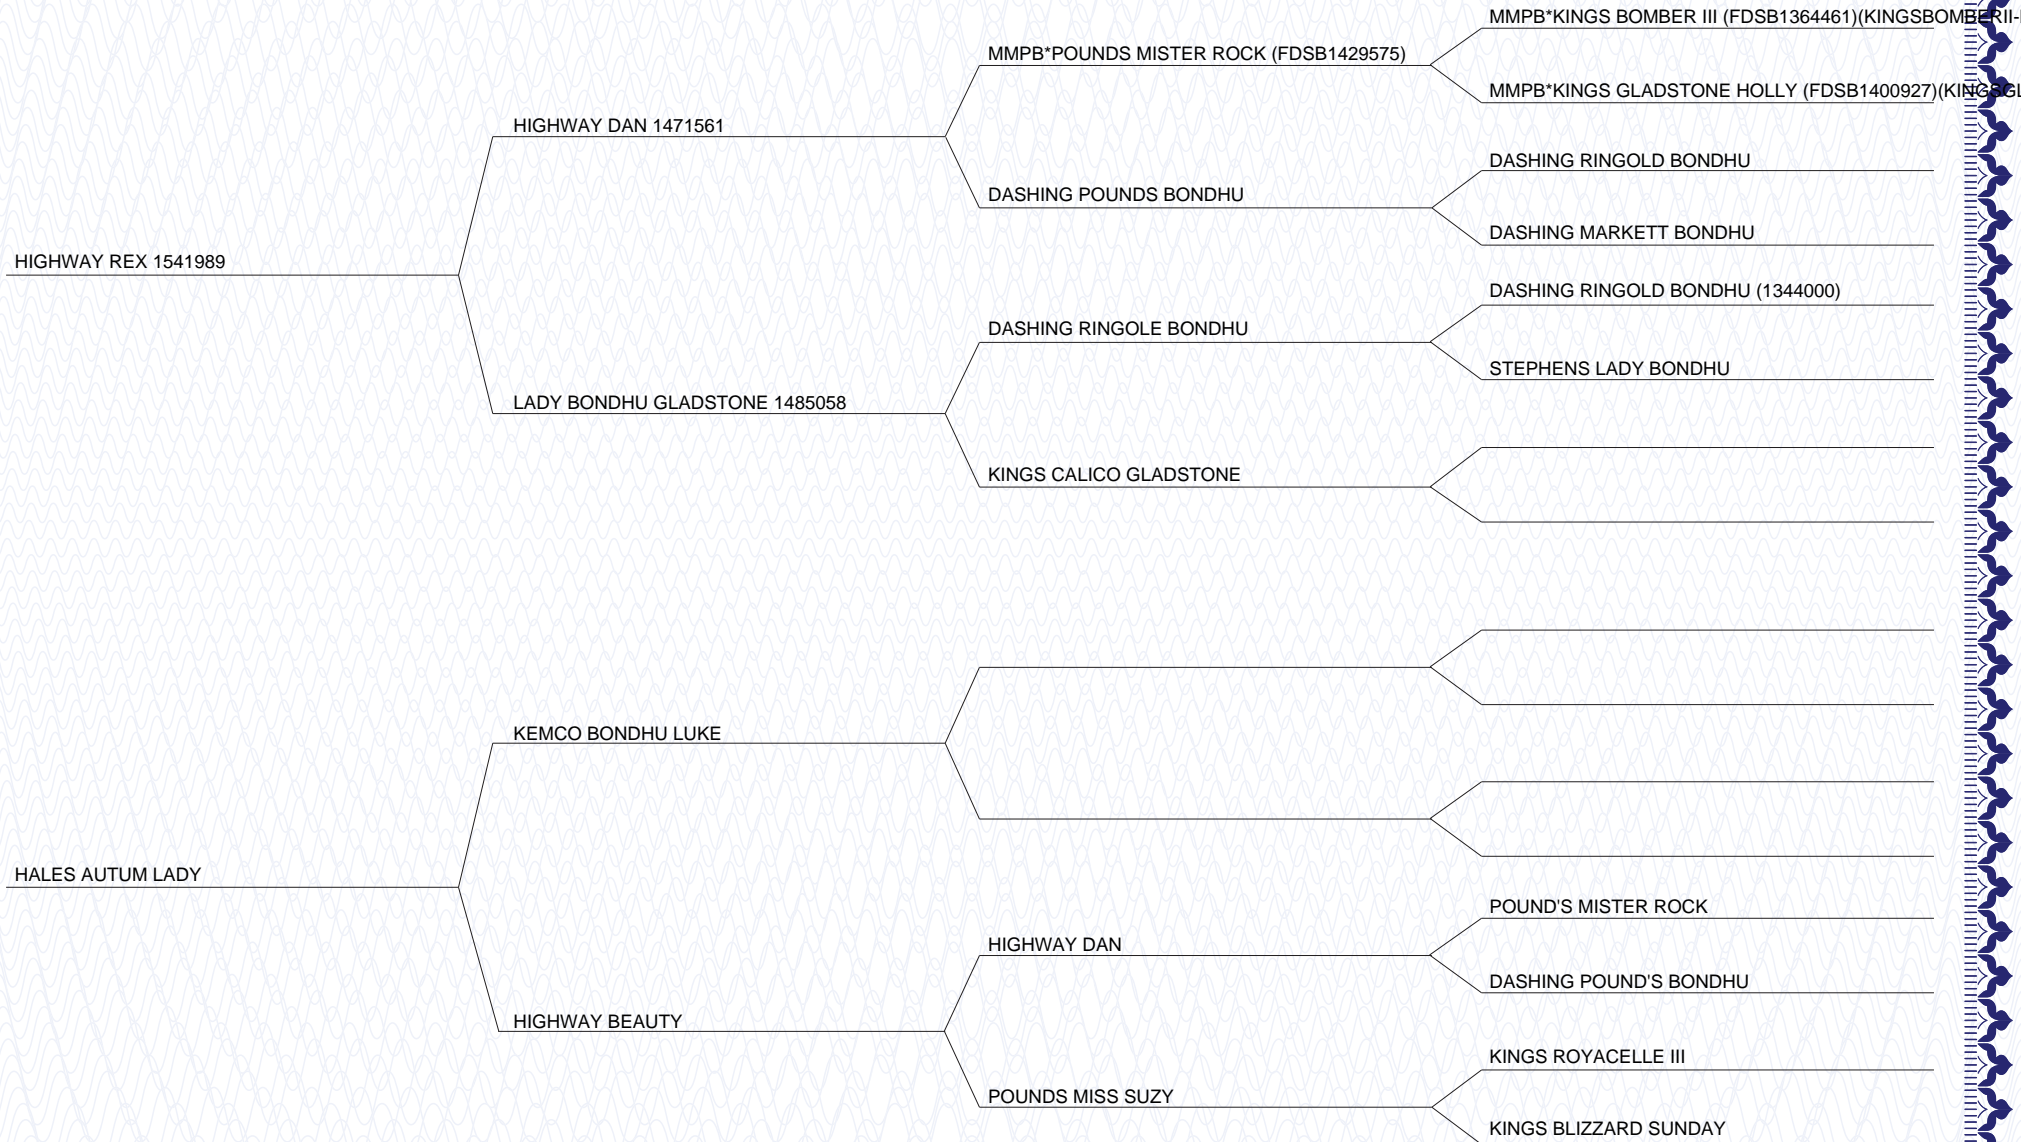 MMPB*KINGS BOMBER III (FDSB1364461)(KINGSBOMBERII-
MMPB*POUNDS MISTER ROCK (FDSB1429575)
MMPB*KINGS GLADSTONE HOLLY (FDSB1400927)(KINGSGL
HIGHWAY DAN 1471561
DASHING RINGOLD BONDHU
DASHING POUNDS BONDHU
DASHING MARKETT BONDHU
HIGHWAY REX 1541989
DASHING RINGOLD BONDHU (1344000)
DASHING RINGOLE BONDHU
STEPHENS LADY BONDHU
LADY BONDHU GLADSTONE 1485058
KINGS CALICO GLADSTONE
KEMCO BONDHU LUKE
HALES AUTUM LADY
POUND'S MISTER ROCK
HIGHWAY DAN
DASHING POUND'S BONDHU
HIGHWAY BEAUTY
KINGS ROYACELLE III
POUNDS MISS SUZY
KINGS BLIZZARD SUNDAY